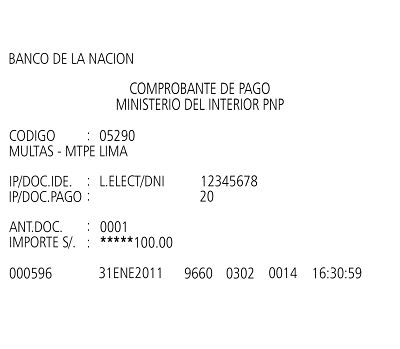 BANCO DE LA NACION
COMPROBANTE DE PAGO
MINISTERIO DEL INTERIOR PNP
CODIGO : 05290
MULTAS - MTPE LIMA
IP/DOC.IDE. : L.ELECT/DNI 12345678
IP/DOC.PAGO : 20
ANT.DOC. : 0001
IMPORTE S/. : *****100.00
000596 31ENE2011 9660 0302 0014 16:30:59